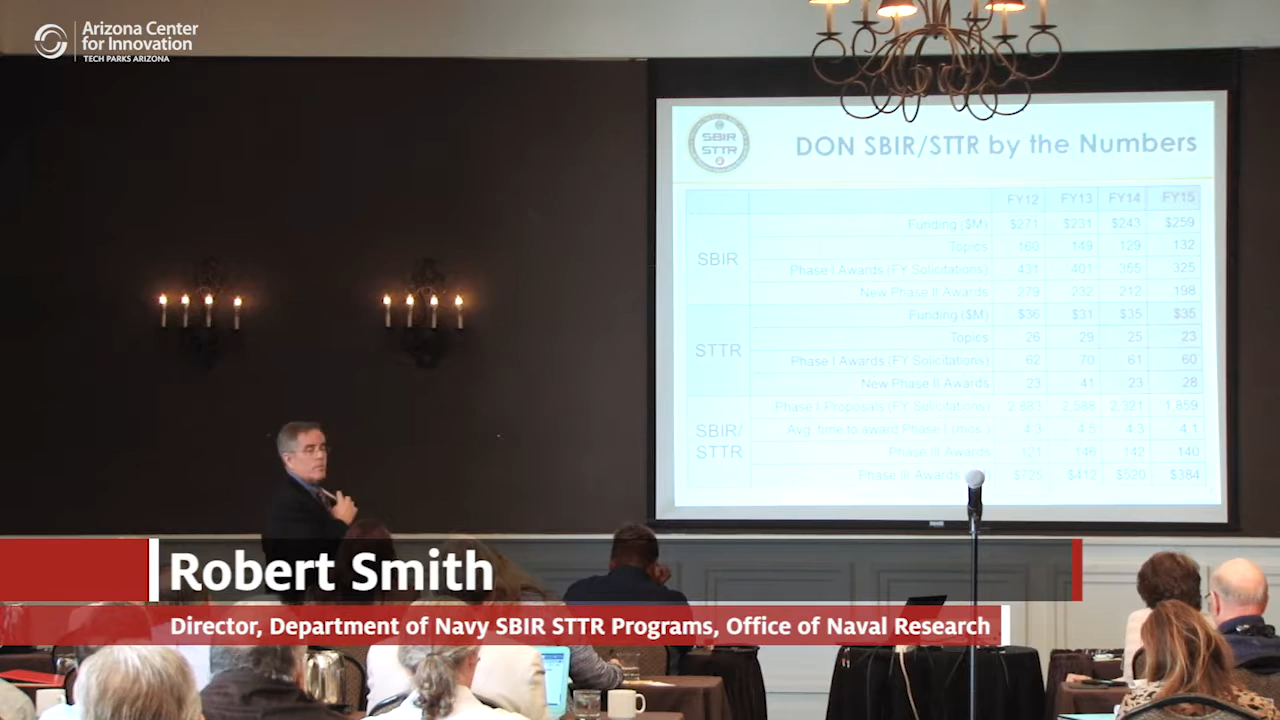 Arizona Center
for Innovation
TECH PARKS ARIZONA
SBIR
STTR
DON SBIR/STTR by the Numbers
FY12 FY13 FY14 FY15
SBIR
Funding ($M) $271 $231 $243 $259
Topics 160 149 129 132
Phase I Awards (FY Solicitations) 431 401 355 325
New Phase II Awards 279 232 212 198
STTR
Funding ($M) $36 $31 $35 $35
Topics 26 29 25 23
Phase I Awards (FY Solicitations) 62 70 61 60
New Phase II Awards 23 41 23 28
SBIR/
STTR
Phase I Proposals (FY Solicitations) 2,883 2,588 2,321 1,859
Avg. time to award Phase I (mos.) 4.3 4.5 4.3 4.1
Phase III Awards 121 146 142 140
Phase III Awards $725 $412 $520 $384
Robert Smith
Director, Department of Navy SBIR STTR Programs, Office of Naval Research